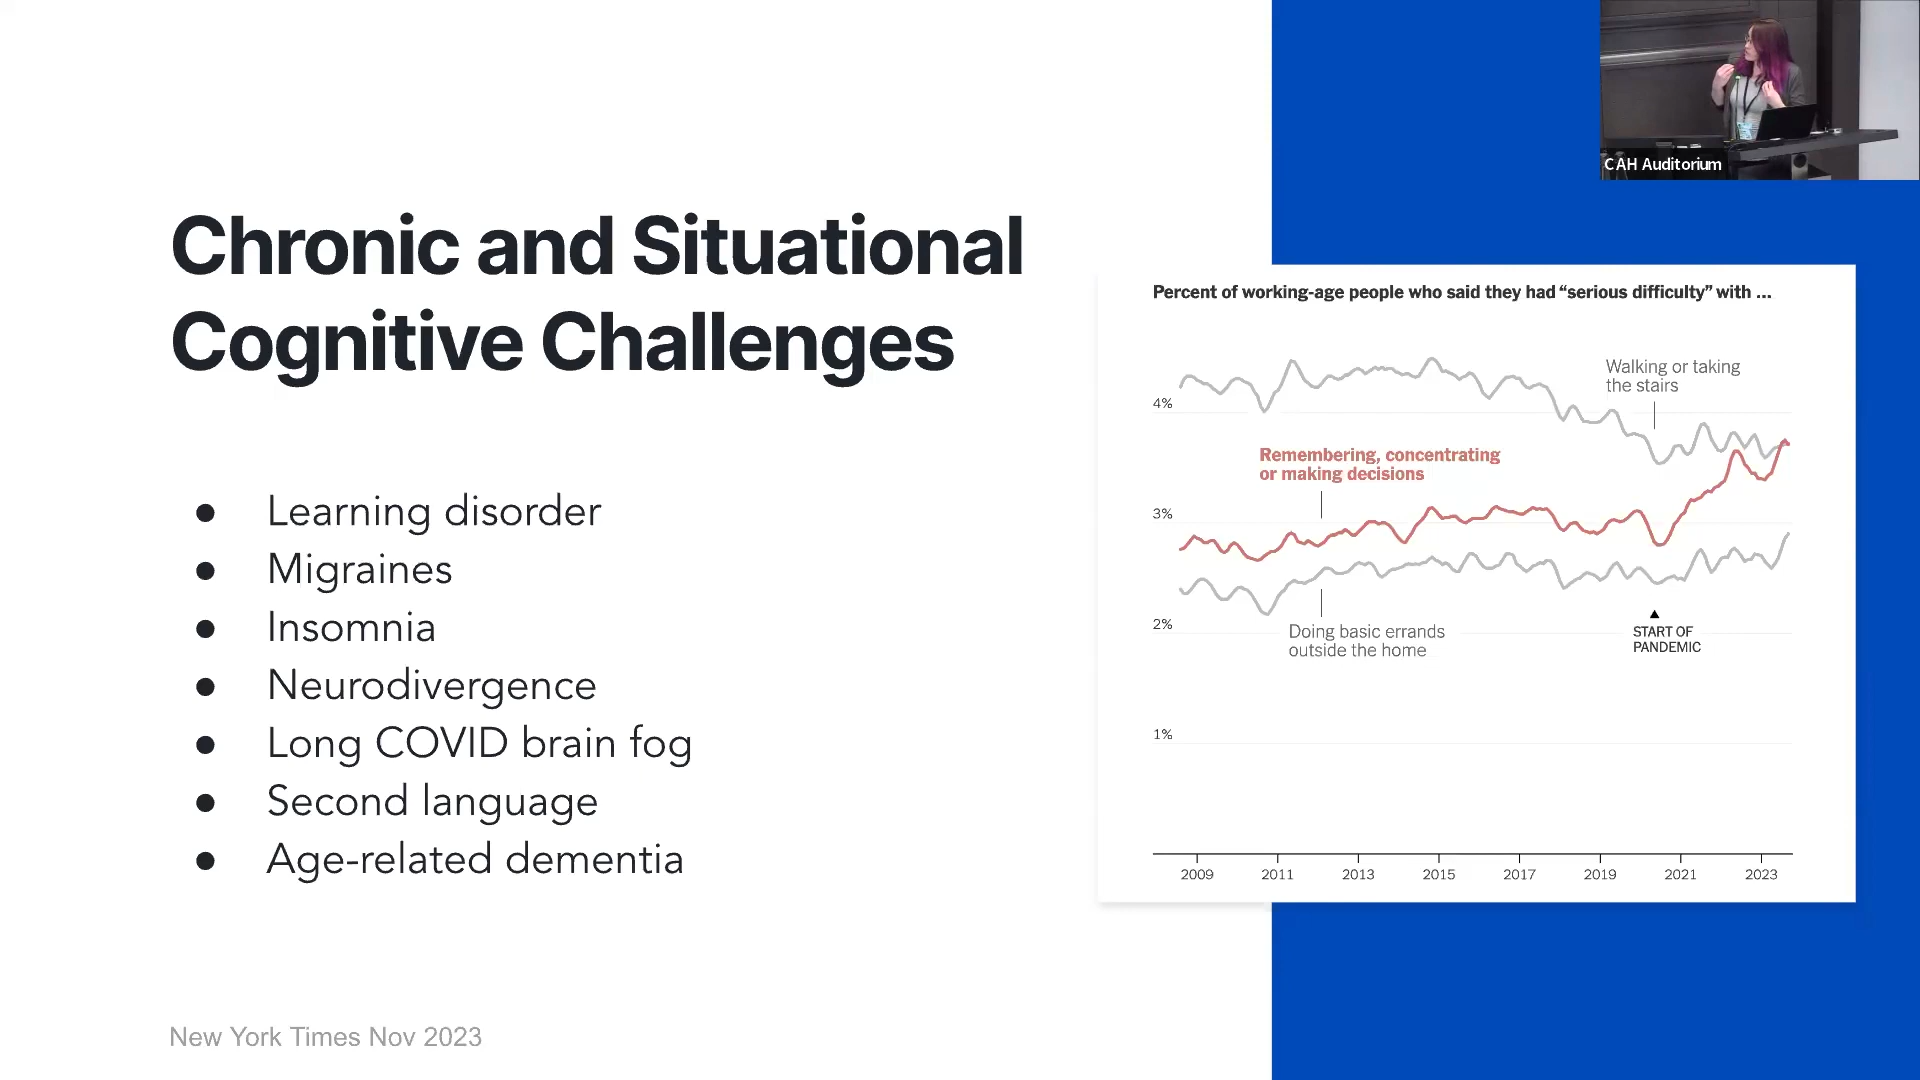 CAH Auditorium
Chronic and Situational
Cognitive Challenges
● Learning disorder
● Migraines
● Insomnia
● Neurodivergence
● Long COVID brain fog
● Second language
● Age-related dementia
New York Times Nov 2023
Percent of working-age people who said they had “serious difficulty” with ...
Walking or taking
the stairs
4%
Remembering, concentrating
or making decisions
3%
2%
Doing basic errands
outside the home
▲
START OF
PANDEMIC
1%
2009 2011 2013 2015 2017 2019 2021 2023